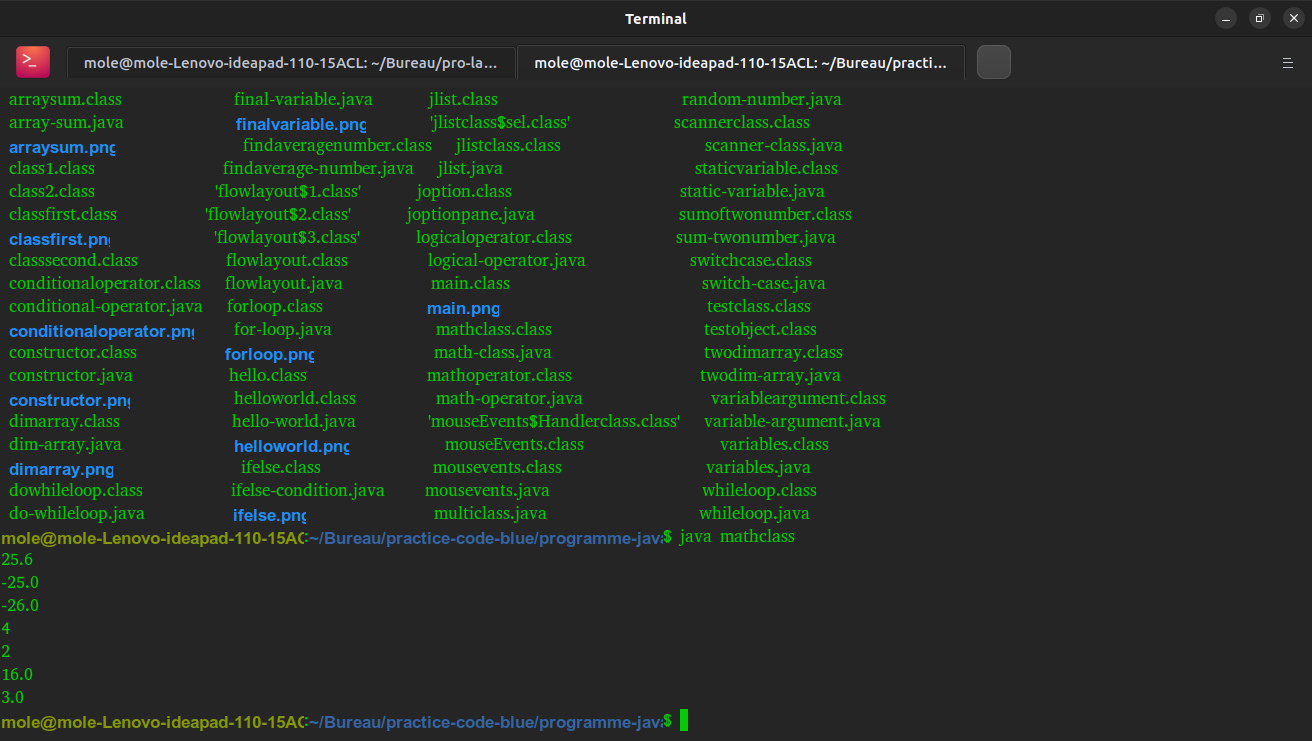 Terminal
mole@mole-Lenovo-ideapad-110-15ACL: ~/Bureau/pro-la... mole@mole-Lenovo-ideapad-110-15ACL: ~/Bureau/practi...
arraysum.class final-variable.java jlist.class random-number.java
array-sum.java finalvariable.png 'jlistclass$sel.class' scannerclass.class
arraysum.png findaveragenumber.class jlistclass.class scanner-class.java
class1.class findaverage-number.java jlist.java staticvariable.class
class2.class 'flowlayout$1.class' joption.class static-variable.java
classfirst.class 'flowlayout$2.class' joptionpane.java sumoftwonumber.class
classfirst.png 'flowlayout$3.class' logicaloperator.class sum-twonumber.java
classsecond.class flowlayout.class logical-operator.java switchcase.class
conditionaloperator.class flowlayout.java main.class switch-case.java
conditional-operator.java forloop.class main.png testclass.class
conditionaloperator.png for-loop.java mathclass.class testobject.class
constructor.class forloop.png math-class.java twodimarray.class
constructor.java hello.class mathoperator.class twodim-array.java
constructor.png helloworld.class math-operator.java variableargument.class
dimarray.class hello-world.java 'mouseEvents$Handlerclass.class' variable-argument.java
dim-array.java helloworld.png mouseEvents.class variables.class
dimarray.png ifelse.class mousevents.class variables.java
dowhileloop.class ifelse-condition.java mousevents.java whileloop.class
do-whileloop.java ifelse.png multiclass.java whileloop.java
mole@mole-Lenovo-ideapad-110-15AC:~/Bureau/practice-code-blue/programme-java$ java mathclass
25.6
-25.0
-26.0
4
2
16.0
3.0
mole@mole-Lenovo-ideapad-110-15AC:~/Bureau/practice-code-blue/programme-java$